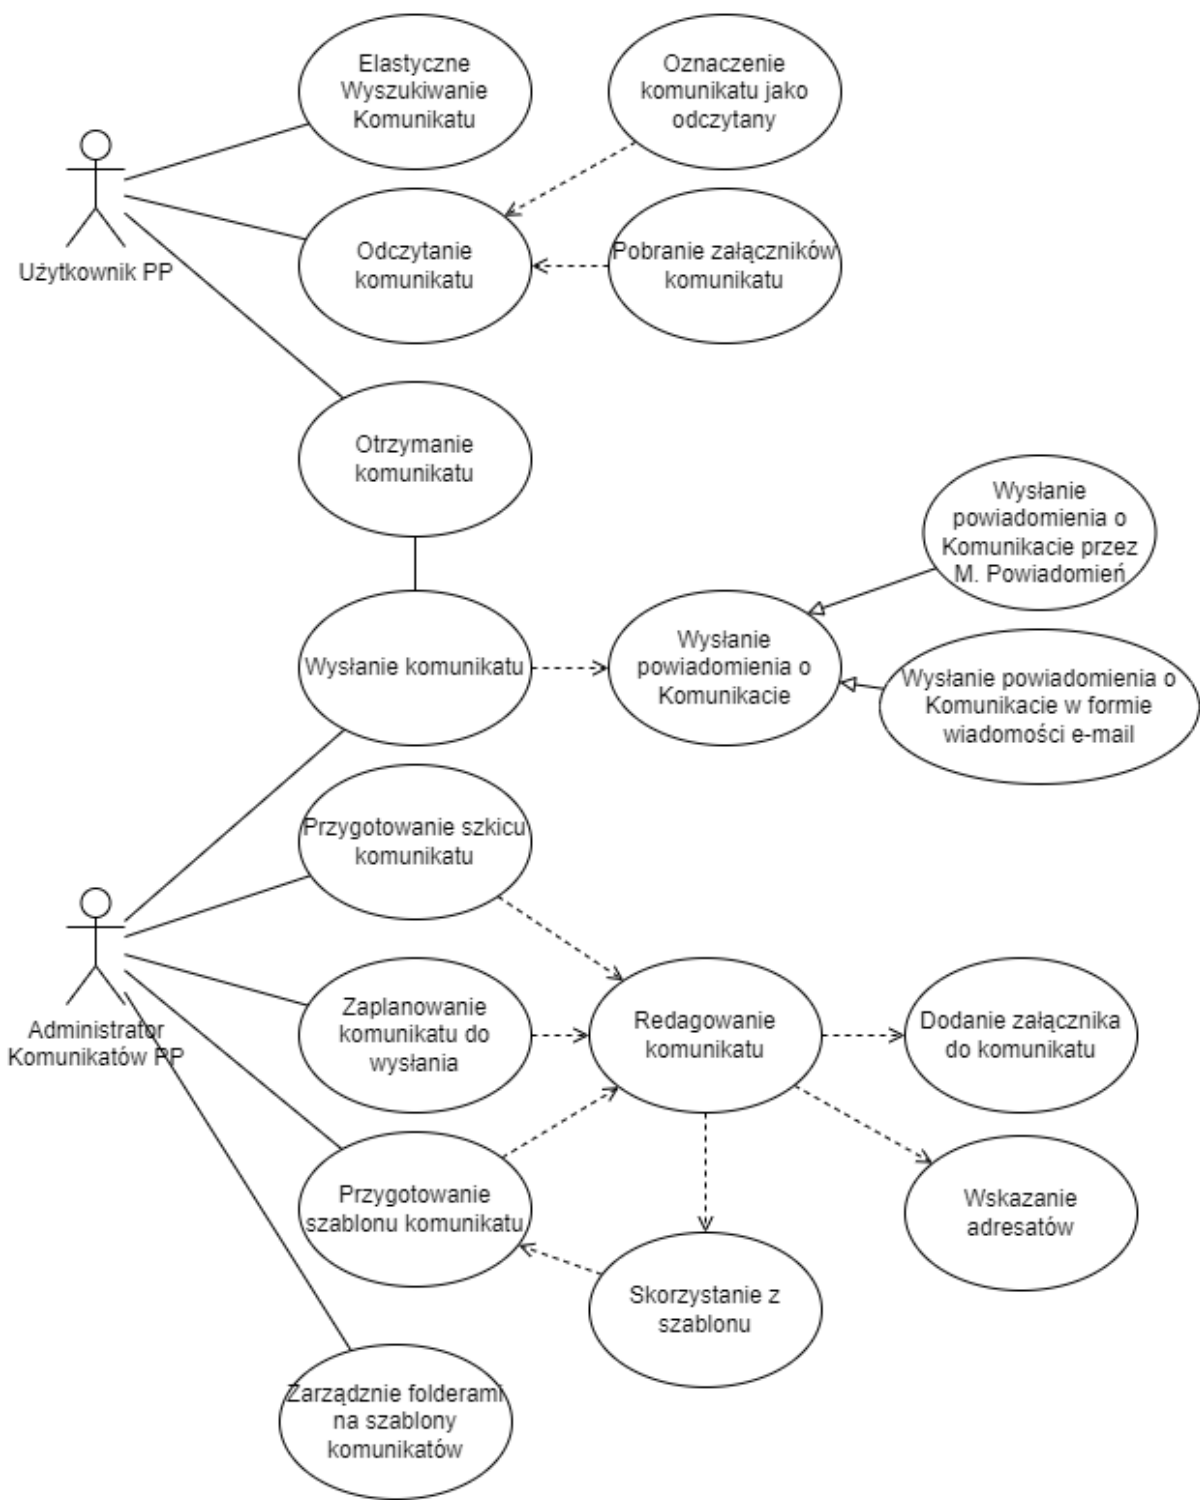 Elastyczne
Wyszukiwanie
Komunikatu
Oznaczenie
komunikatu jako
odczytany
Użytkownik PP
Odczytanie
komunikatu
Pobranie załączników
komunikatu
Otrzymanie
komunikatu
Wysłanie
powiadomienia o
Komunikacie przez
M. Powiadomień
Wysłanie komunikatu
Wysłanie
powiadomienia o
Komunikacie
Wysłanie powiadomienia o
Komunikacie w formie
wiadomości e-mail
Przygotowanie szkicu
komunikatu
Administrator
Komunikatów PP
Zaplanowanie
komunikatu do
wysłania
Redagowanie
komunikatu
Dodanie załącznika
do komunikatu
Przygotowanie
szablonu komunikatu
Wskazanie
adresatów
Skorzystanie z
szablonu
Zarządznie folderami
na szablony
komunikatów